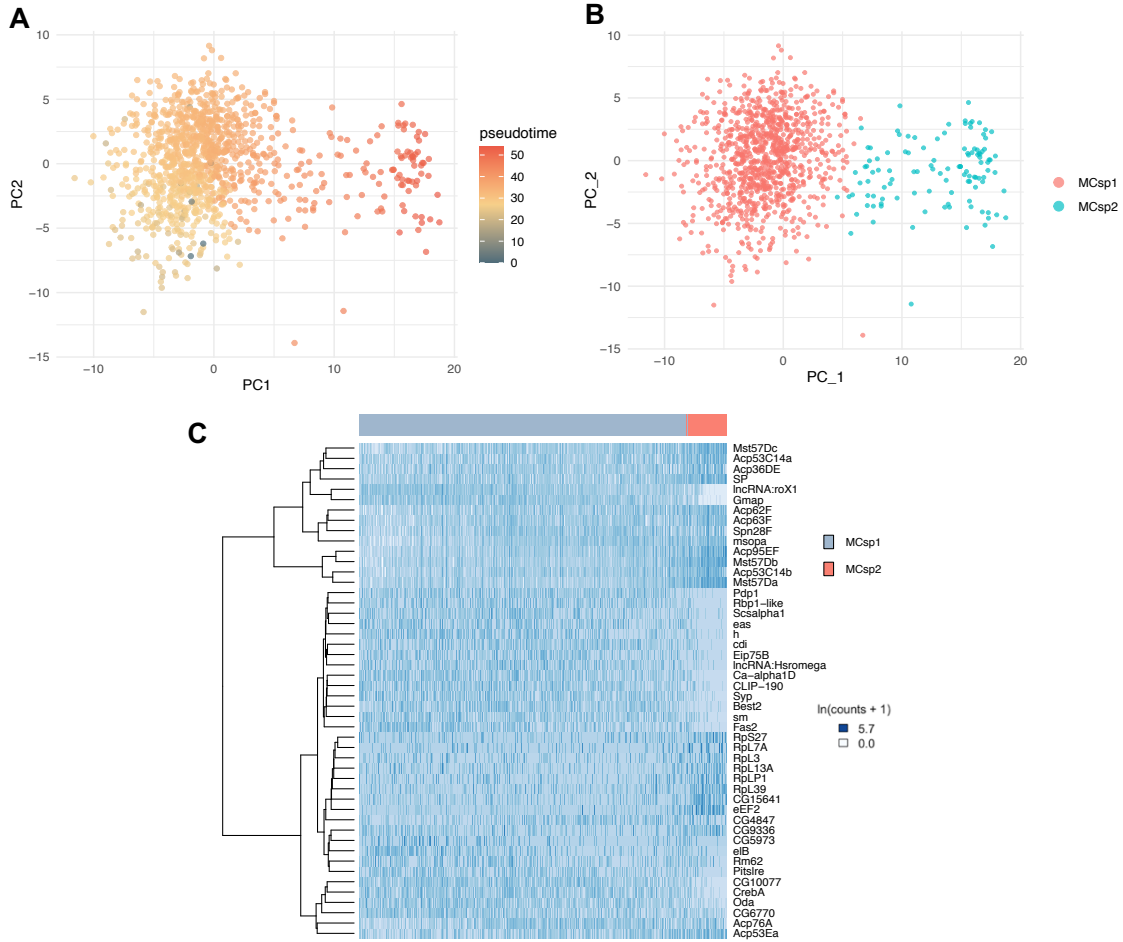 A
10
5
0
−5
−10
−15
−10
0
10
20
PC2
PC1
pseudotime
50
40
30
20
10
0
B
10
5
0
−5
−10
−15
−10
0
10
20
PC_2
PC_1
MCsp1
MCsp2
C
Mst57Dc
Acp53C14a
Acp36DE
SP
lncRNA:roX1
Gmap
Acp62F
Acp63F
Spn28F
msopa
Acp95EF
Mst57Db
Acp53C14b
Mst57Da
Pdp1
Rbp1−like
Scsalpha1
eas
h
cdi
Eip75B
lncRNA:Hsromega
Ca−alpha1D
CLIP−190
Syp
Best2
sm
Fas2
RpS27
RpL7A
RpL3
RpL13A
RpLP1
RpL39
CG15641
eEF2
CG4847
CG9336
CG5973
elB
Rm62
Pitslre
CG10077
CrebA
Oda
CG6770
Acp76A
Acp53Ea
MCsp1
MCsp2
ln(counts + 1)
5.7
0.0